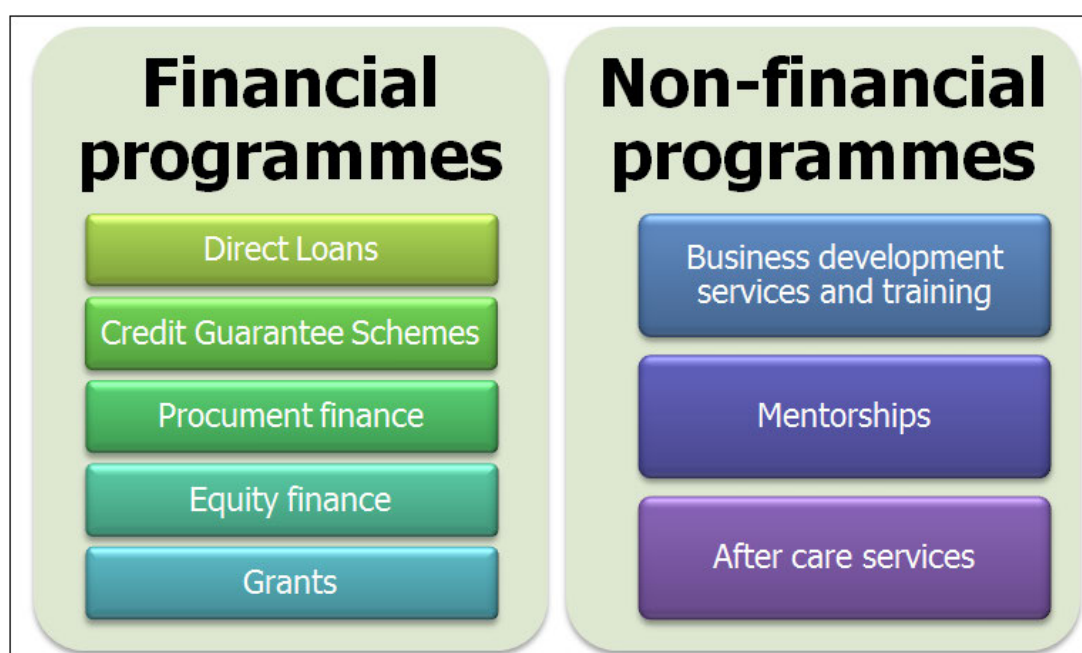 Financial
programmes
Direct Loans
Credit Guarantee Schemes
Procument finance
Equity finance
Grants
Non-financial
programmes
Business development
services and training
Mentorships
After care services